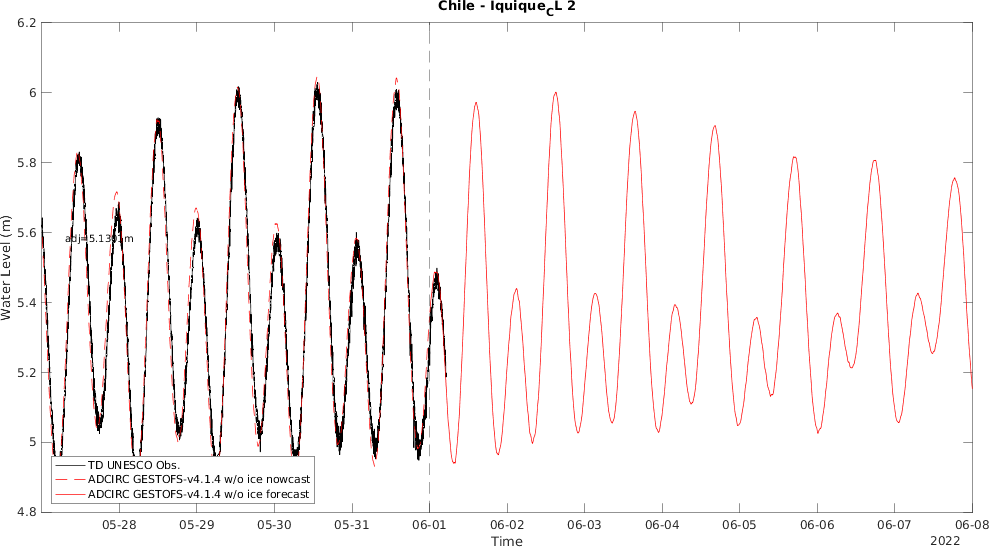 Chile - Iquique_CL 2
6.2
6
5.8
5.6
5.4
5.2
5
4.8
Water Level (m)
adj=5.1301m
TD UNESCO Obs.
ADCIRC GESTOFS-v4.1.4 w/o ice nowcast
ADCIRC GESTOFS-v4.1.4 w/o ice forecast
05-28 05-29 05-30 05-31 06-01 06-02 06-03 06-04 06-05 06-06 06-07 06-08
Time
2022